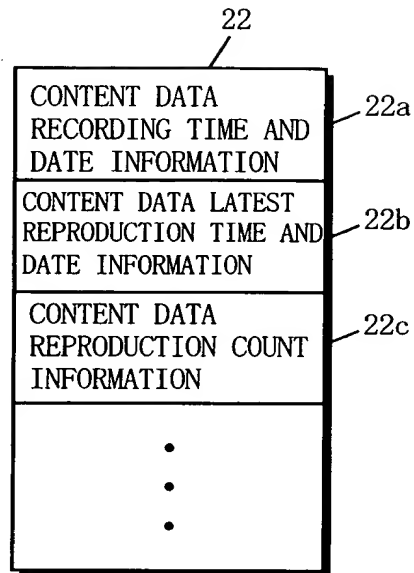 22
CONTENT DATA
RECORDING TIME AND
DATE INFORMATION
22a
CONTENT DATA LATEST
REPRODUCTION TIME AND
DATE INFORMATION
22b
CONTENT DATA
REPRODUCTION COUNT
INFORMATION
22c